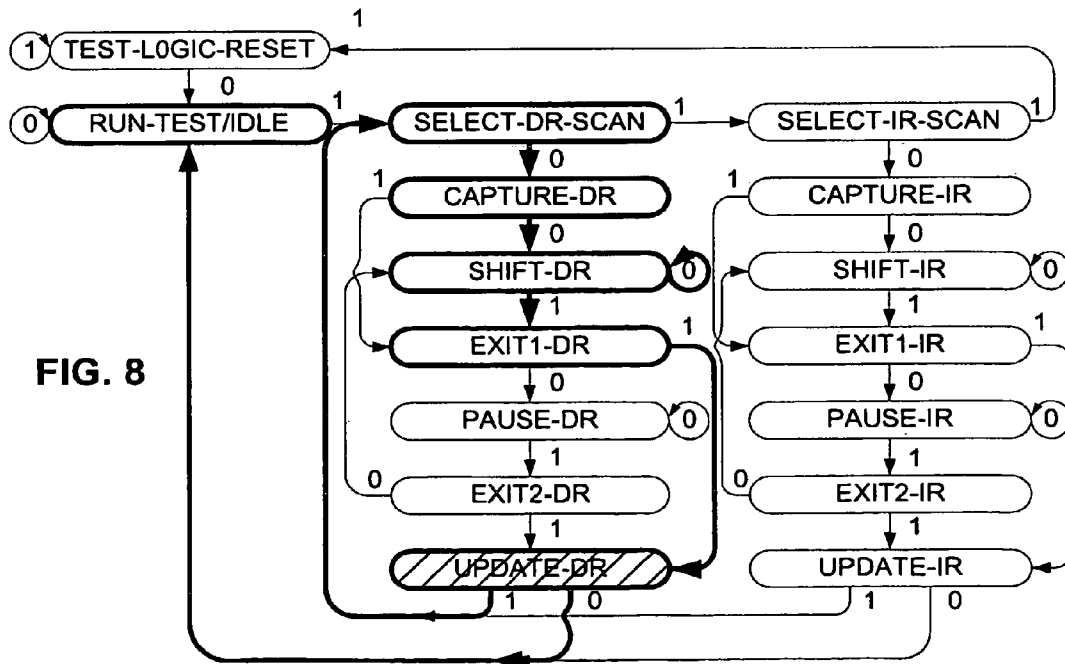 1
1 TEST-L0GIC-RESET
0
0 RUN-TEST/IDLE 1 SELECT-DR-SCAN 1 SELECT-IR-SCAN 1
0 0
1 CAPTURE-DR 1 CAPTURE-IR
0 0
SHIFT-DR 0 SHIFT-IR 0
1 1
EXIT1-DR 1 EXIT1-IR 1
FIG. 8
0 0
PAUSE-DR 0 PAUSE-IR 0
1 1
0 EXIT2-DR 0 EXIT2-IR
1 1
UPDATE-DR UPDATE-IR
1 0 1 0